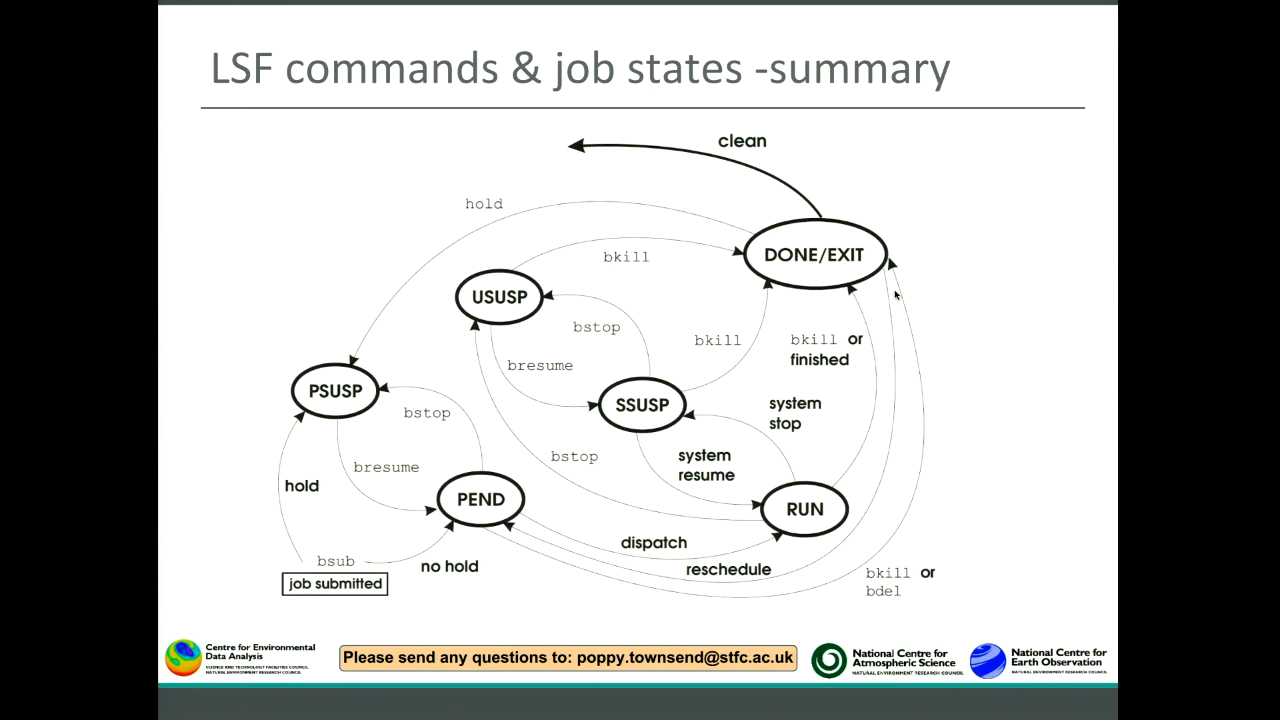 LSF commands & job states -summary
clean
hold
DONE/EXIT
bkill
USUSP
bstop
bkill
bkill or
finished
bresume
PSUSP
SSUSP
bstop
system
stop
bresume
bstop
system
resume
hold
PEND
RUN
dispatch
bsub
no hold
reschedule
job submitted
bkill or
bdel
Centre for Environmental
Data Analysis
SCIENCE AND TECHNOLOGY FACILITIES COUNCIL
NATURAL ENVIRONMENT RESEARCH COUNCIL
Please send any questions to: poppy.townsend@stfc.ac.uk
National Centre for
Atmospheric Science
NATURAL ENVIRONMENT RESEARCH COUNCIL
National Centre for
Earth Observation
NATURAL ENVIRONMENT RESEARCH COUNCIL